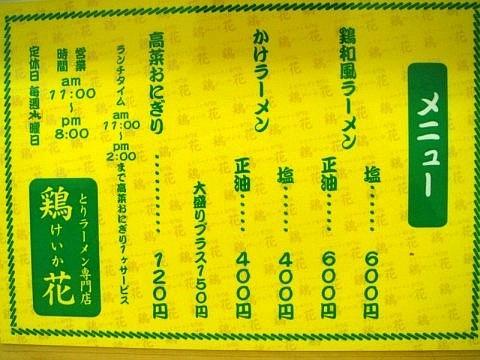 メニュー
鶏和風ラーメン
塩‥‥‥600円
正油‥‥‥600円
かけラーメン
塩‥‥‥400円
正油‥‥‥400円
大盛りプラス150円
高菜おにぎり‥‥‥‥‥120円
ランチタイム am11:00〜pm2:00まで高菜おにぎり1ヶサービス
営業時間 am11:00〜pm8:00
定休日 毎週火曜日
とりラーメン専門店
鶏花
けいか